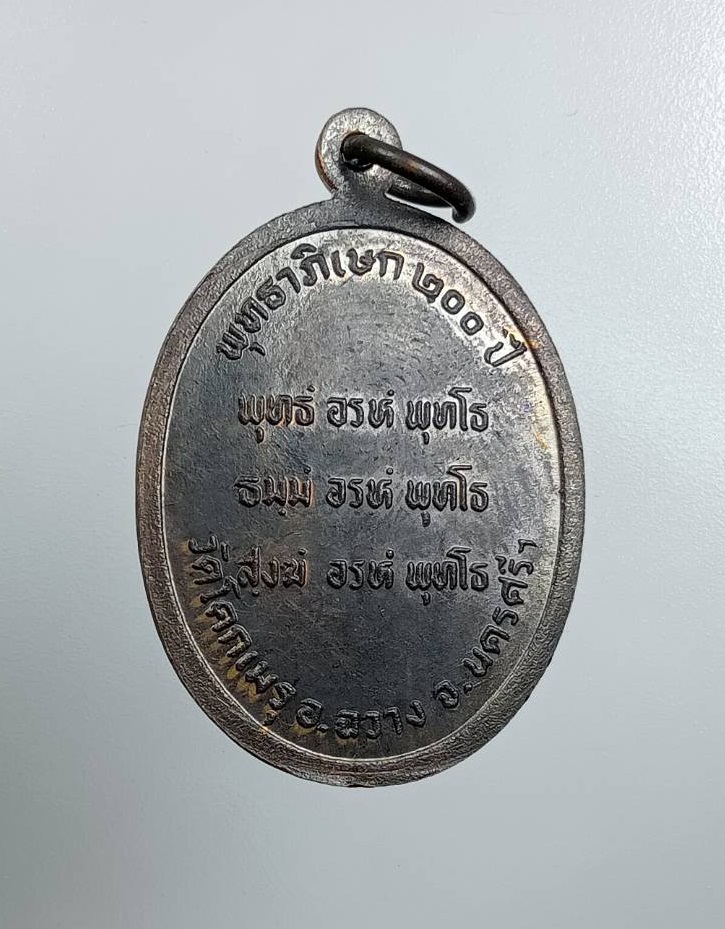 พุทธาภิเษก ๒๐๐ ปี
พุทธํ อรหํ พุทโธ
ธมฺมํ อรหํ พุทโธ
สงฺฆํ อรหํ พุทโธ
วัดโคกเมรุ อ.ฉวาง จ.นครศรีฯ